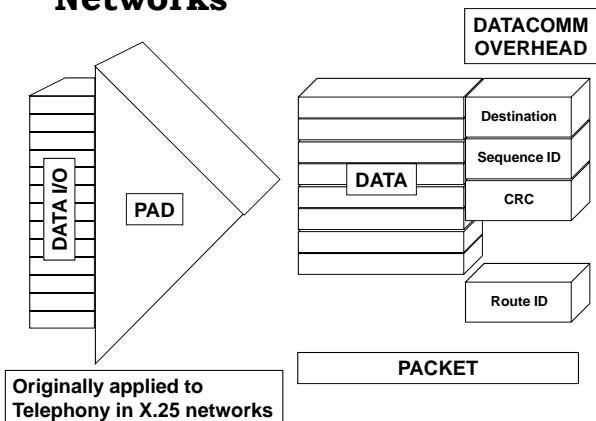 Networks
DATACOMM
OVERHEAD
Destination
Sequence ID
CRC
DATA
DATA I/O
PAD
Route ID
PACKET
Originally applied to
Telephony in X.25 networks